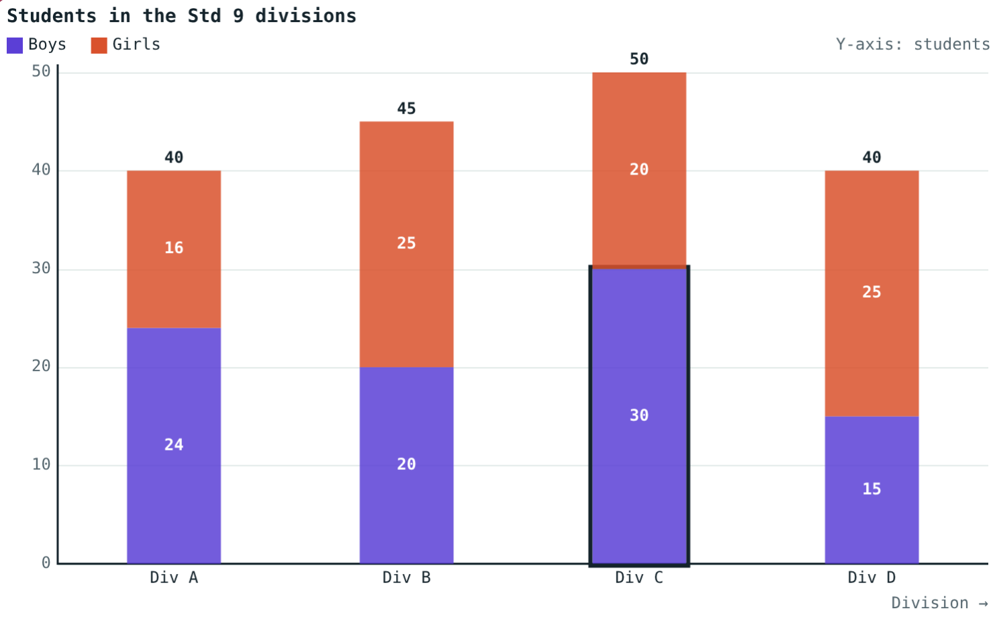 Students in the Std 9 divisions
Boys Girls Y-axis: students
50
45
40 40
50
40
30
20
10
0
16 25 20 25
24 20 30 15
Div A Div B Div C Div D
Division →